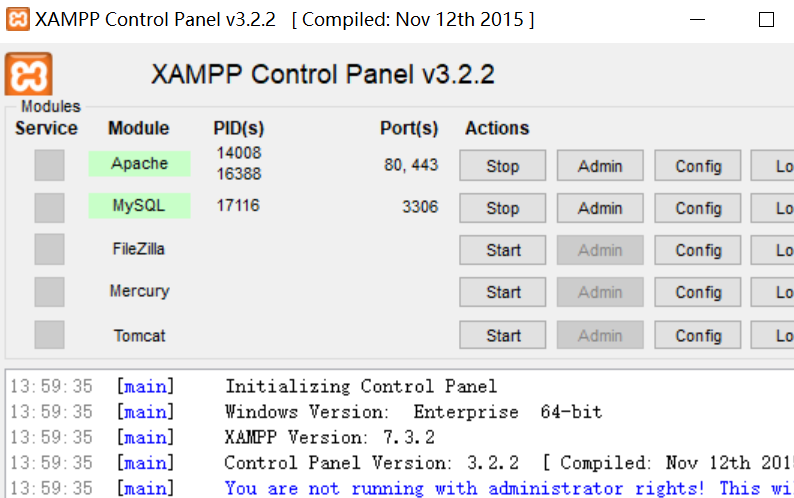 XAMPP Control Panel v3.2.2 [ Compiled: Nov 12th 2015 ]
XAMPP Control Panel v3.2.2
Modules
Service Module PID(s) Port(s) Actions
Apache 14008 16388 80, 443 Stop Admin Config Lo
MySQL 17116 3306 Stop Admin Config Lo
FileZilla Start Admin Config Lo
Mercury Start Admin Config Lo
Tomcat Start Admin Config Lo
13:59:35 [main] Initializing Control Panel
13:59:35 [main] Windows Version: Enterprise 64-bit
13:59:35 [main] XAMPP Version: 7.3.2
13:59:35 [main] Control Panel Version: 3.2.2 [ Compiled: Nov 12th 201
13:59:35 [main] You are not running with administrator rights! This wi